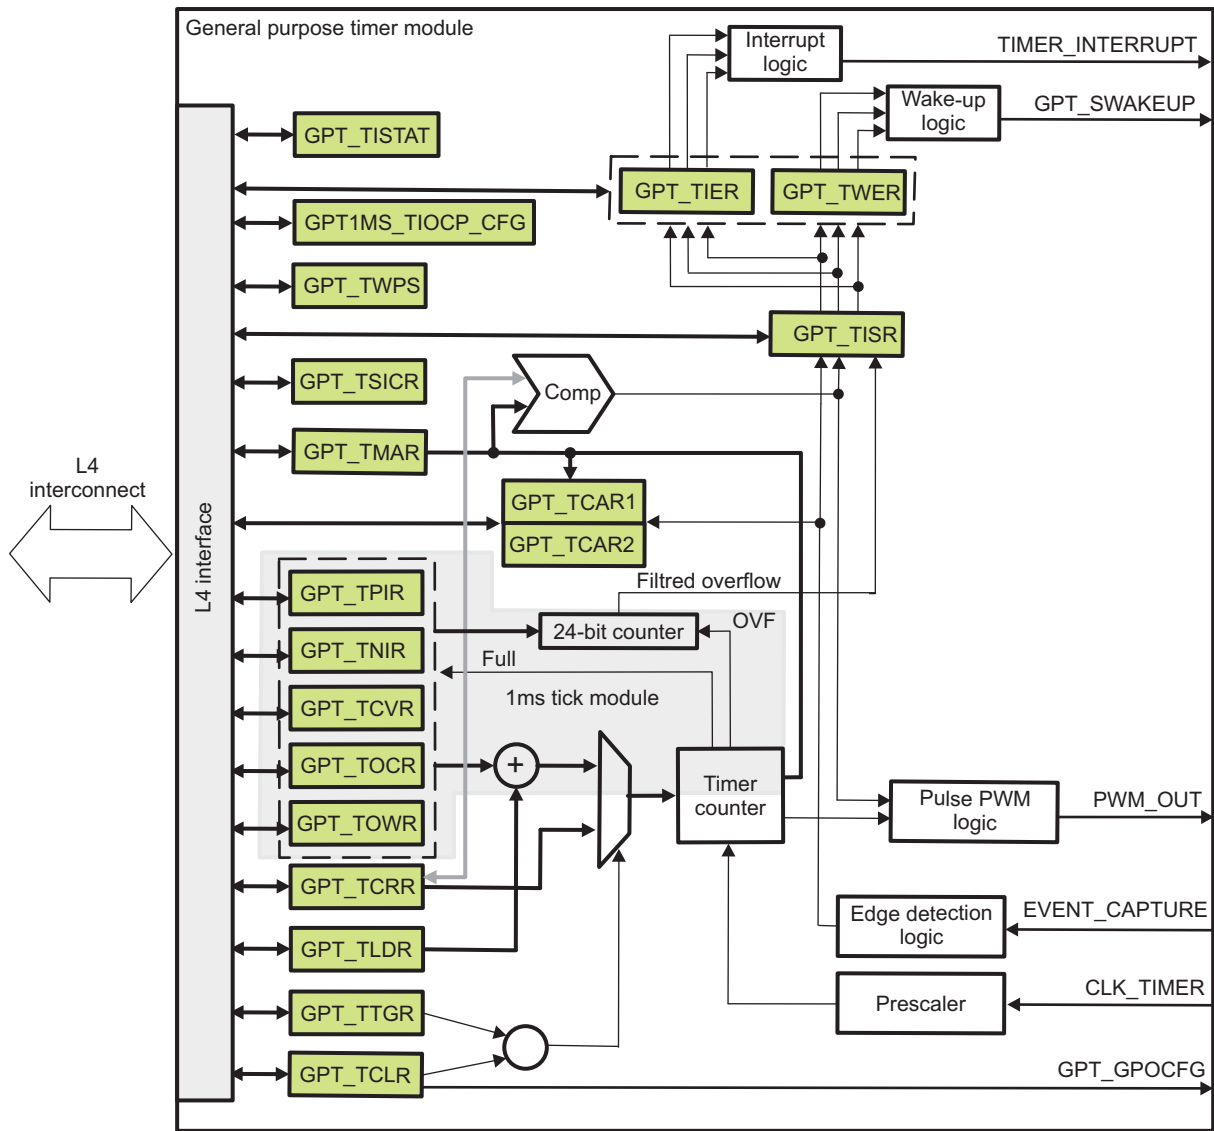 General purpose timer module
Interrupt
logic
TIMER_INTERRUPT
Wake-up
logic
GPT_SWAKEUP
GPT_TISTAT
GPT_TIER
GPT_TWER
GPT1MS_TIOCP_CFG
GPT_TWPS
GPT_TISR
GPT_TSICR
Comp
GPT_TMAR
L4
interconnect
L4 interface
GPT_TCAR1
GPT_TCAR2
GPT_TPIR
Filtred overflow
24-bit counter
OVF
GPT_TNIR
Full
1ms tick module
GPT_TCVR
GPT_TOCR
+
Timer
counter
GPT_TOWR
Pulse PWM
logic
PWM_OUT
GPT_TCRR
Edge detection
logic
EVENT_CAPTURE
GPT_TLDR
Prescaler
CLK_TIMER
GPT_TTGR
GPT_TCLR
GPT_GPOCFG